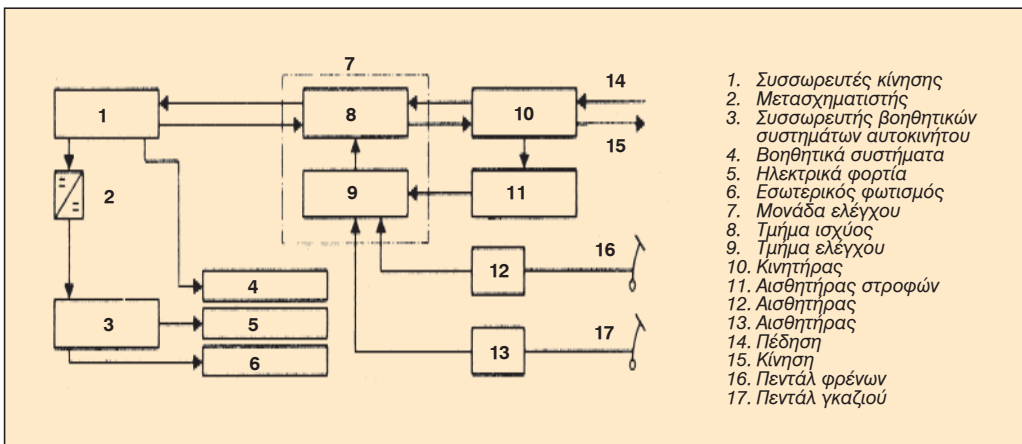 7
14
1
8
10
15
2
9
11
16
12
4
3
5
17
13
6
1. Συσσωρευτές κίνησης
2. Μετασχηματιστής
3. Συσσωρευτής βοηθητικών
συστημάτων αυτοκινήτου
4. Βοηθητικά συστήματα
5. Ηλεκτρικά φορτία
6. Εσωτερικός φωτισμός
7. Μονάδα ελέγχου
8. Τμήμα ισχύος
9. Τμήμα ελέγχου
10. Κινητήρας
11. Αισθητήρας στροφών
12. Αισθητήρας
13. Αισθητήρας
14. Πέδηση
15. Κίνηση
16. Πεντάλ φρένων
17. Πεντάλ γκαζιού